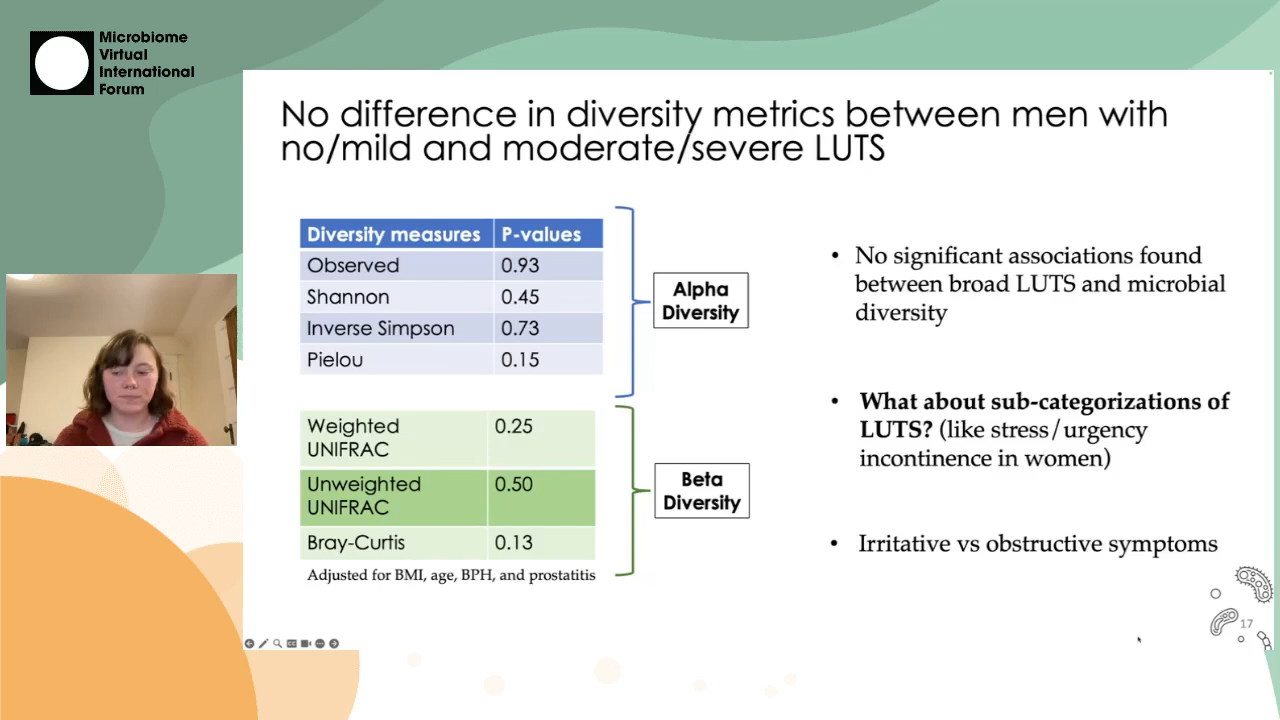 Microbiome
Virtual
International
Forum
No difference in diversity metrics between men with
no/mild and moderate/severe LUTS
Diversity measures P-values
Observed 0.93
Shannon 0.45
Inverse Simpson 0.73
Pielou 0.15
Alpha
Diversity
Weighted 0.25
UNIFRAC
Unweighted 0.50
UNIFRAC
Bray-Curtis 0.13
Beta
Diversity
Adjusted for BMI, age, BPH, and prostatitis
• No significant associations found
between broad LUTS and microbial
diversity
• What about sub-categorizations of
LUTS? (like stress/urgency
incontinence in women)
• Irritative vs obstructive symptoms
17